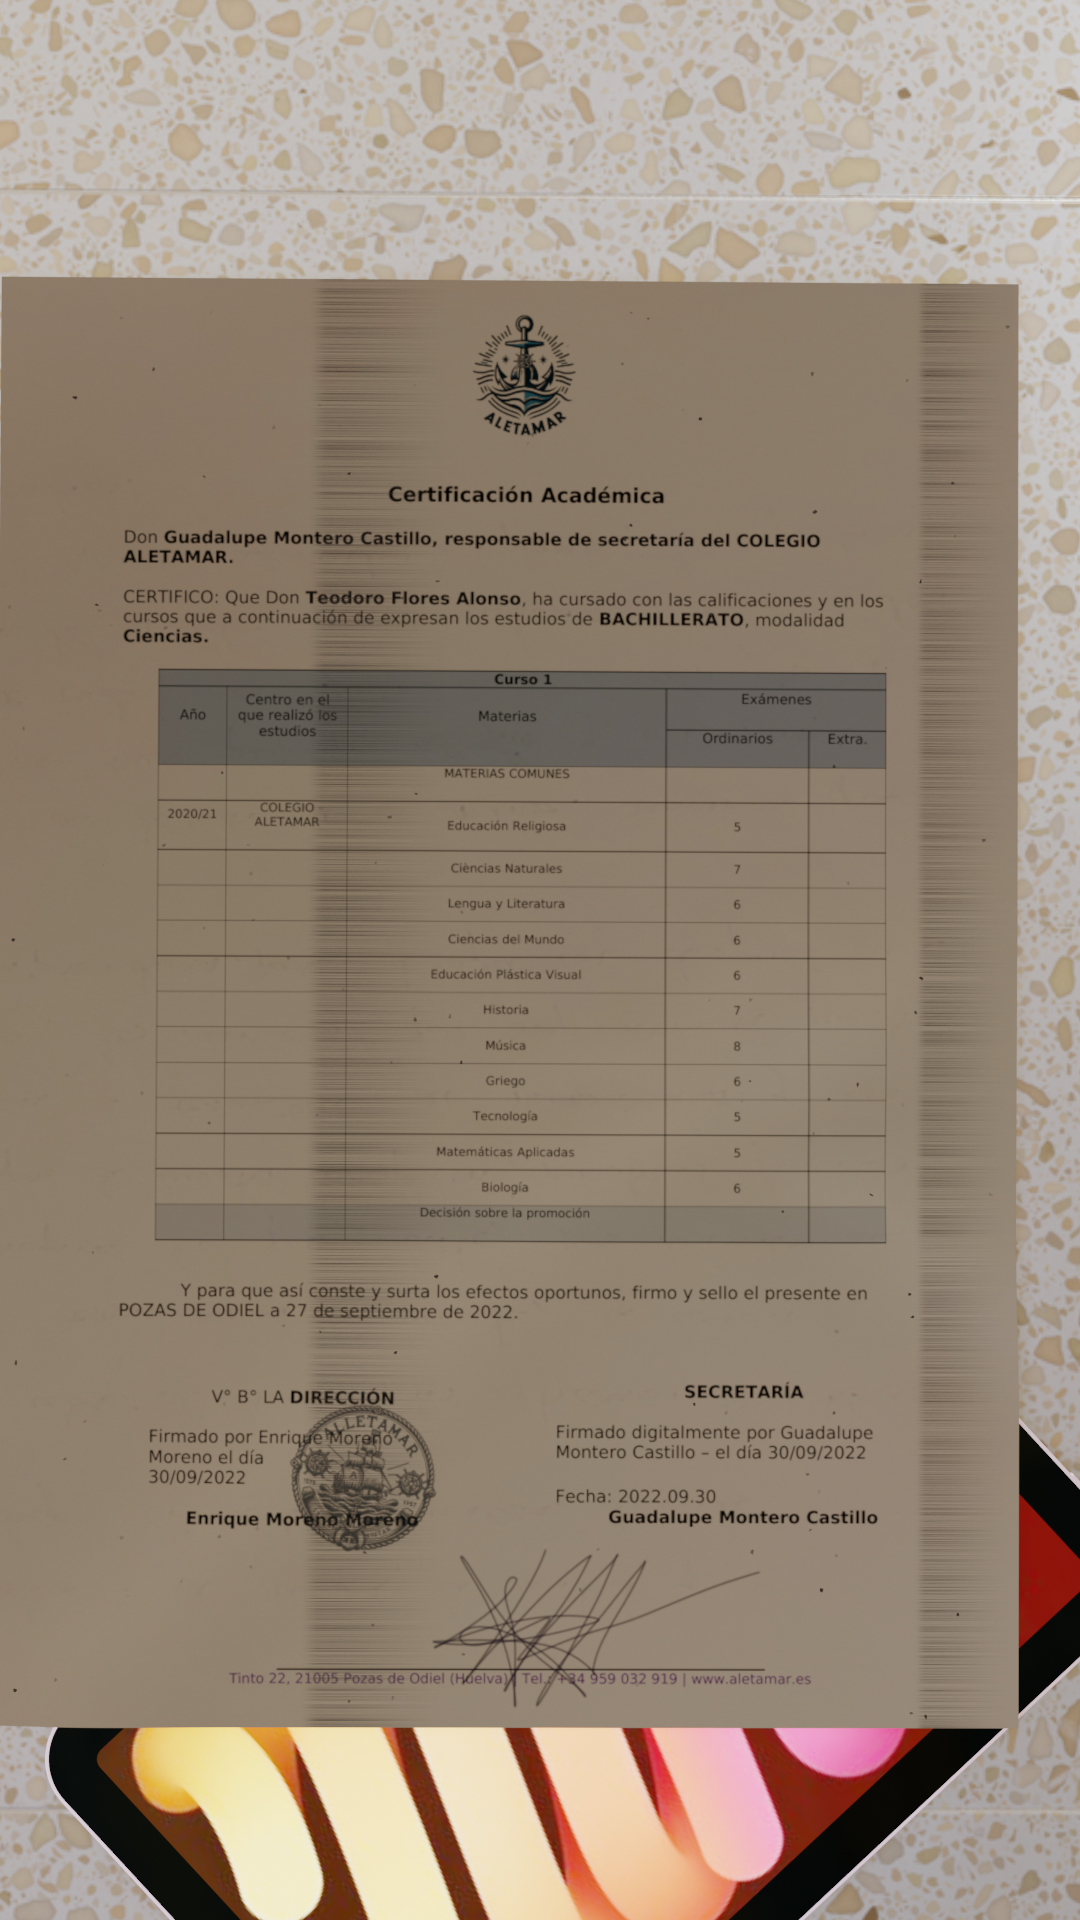 ALETAMAR
Certificación Académica
Don Guadalupe Montero Castillo, responsable de secretaría del COLEGIO
ALETAMAR.
CERTIFICO: Que Don Teodoro Flores Alonso, ha cursado con las calificaciones y en los
cursos que a continuación de expresan los estudios de BACHILLERATO, modalidad
Ciencias.
Curso 1
Año Centro en el que realizó los estudios Materias Exámenes
Ordinarios Extra.
MATERIAS COMUNES
2020/21 COLEGIO ALETAMAR Educación Religiosa 5
Ciencias Naturales 7
Lengua y Literatura 6
Ciencias del Mundo 6
Educación Plástica Visual 6
Historia 7
Música 8
Griego 6
Tecnología 5
Matemáticas Aplicadas 5
Biología 6
Decisión sobre la promoción
Y para que así conste y surta los efectos oportunos, firmo y sello el presente en
POZAS DE ODIEL a 27 de septiembre de 2022.
V° B° LA DIRECCIÓN
Firmado por Enrique Moreno
Moreno el día
30/09/2022
Enrique Moreno Moreno
ALLETAMAR
SECRETARÍA
Firmado digitalmente por Guadalupe
Montero Castillo – el día 30/09/2022
Fecha: 2022.09.30
Guadalupe Montero Castillo
Tinto 22, 21005 Pozas de Odiel (Huelva) | Tel.: +34 959 032 919 | www.aletamar.es